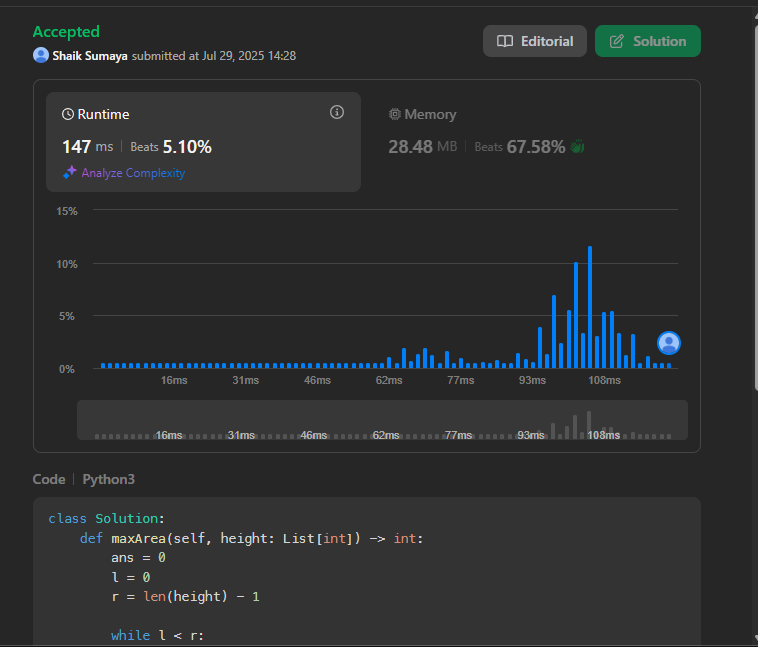 Accepted
Shaik Sumaya submitted at Jul 29, 2025 14:28
Editorial
Solution
Runtime
147 ms | Beats 5.10%
Analyze Complexity
Memory
28.48 MB | Beats 67.58%
15%
10%
5%
0%
16ms 31ms 46ms 62ms 77ms 93ms 108ms
16ms 31ms 46ms 62ms 77ms 93ms 108ms
Code | Python3
class Solution:
    def maxArea(self, height: List[int]) -> int:
        ans = 0
        l = 0
        r = len(height) - 1

        while l < r: